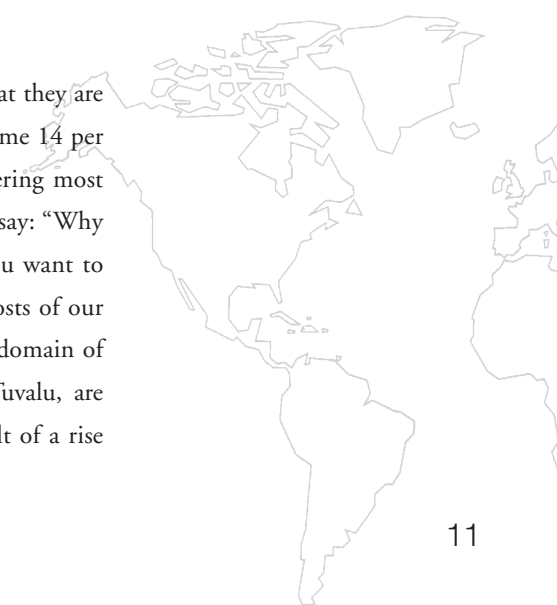 at they are
me 14 per
ering most
say: “Why
u want to
osts of our
domain of
Tuvalu, are
lt of a rise
11